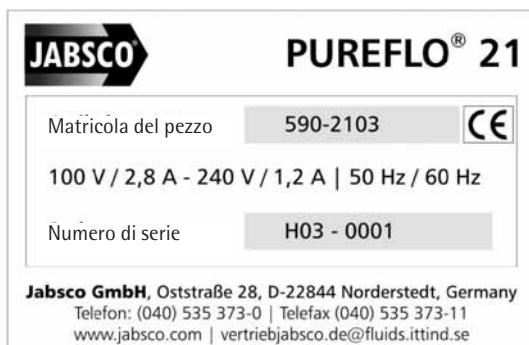 JABSCO PUREFLO® 21
Matricola del pezzo 590-2103 CE
100 V / 2,8 A - 240 V / 1,2 A | 50 Hz / 60 Hz
Numero di serie H03 - 0001
Jabsco GmbH, Oststraße 28, D-22844 Norderstedt, Germany
Telefon: (040) 535 373-0 | Telefax (040) 535 373-11
www.jabsco.com | vertriebjabsco.de@fluids.ittind.se